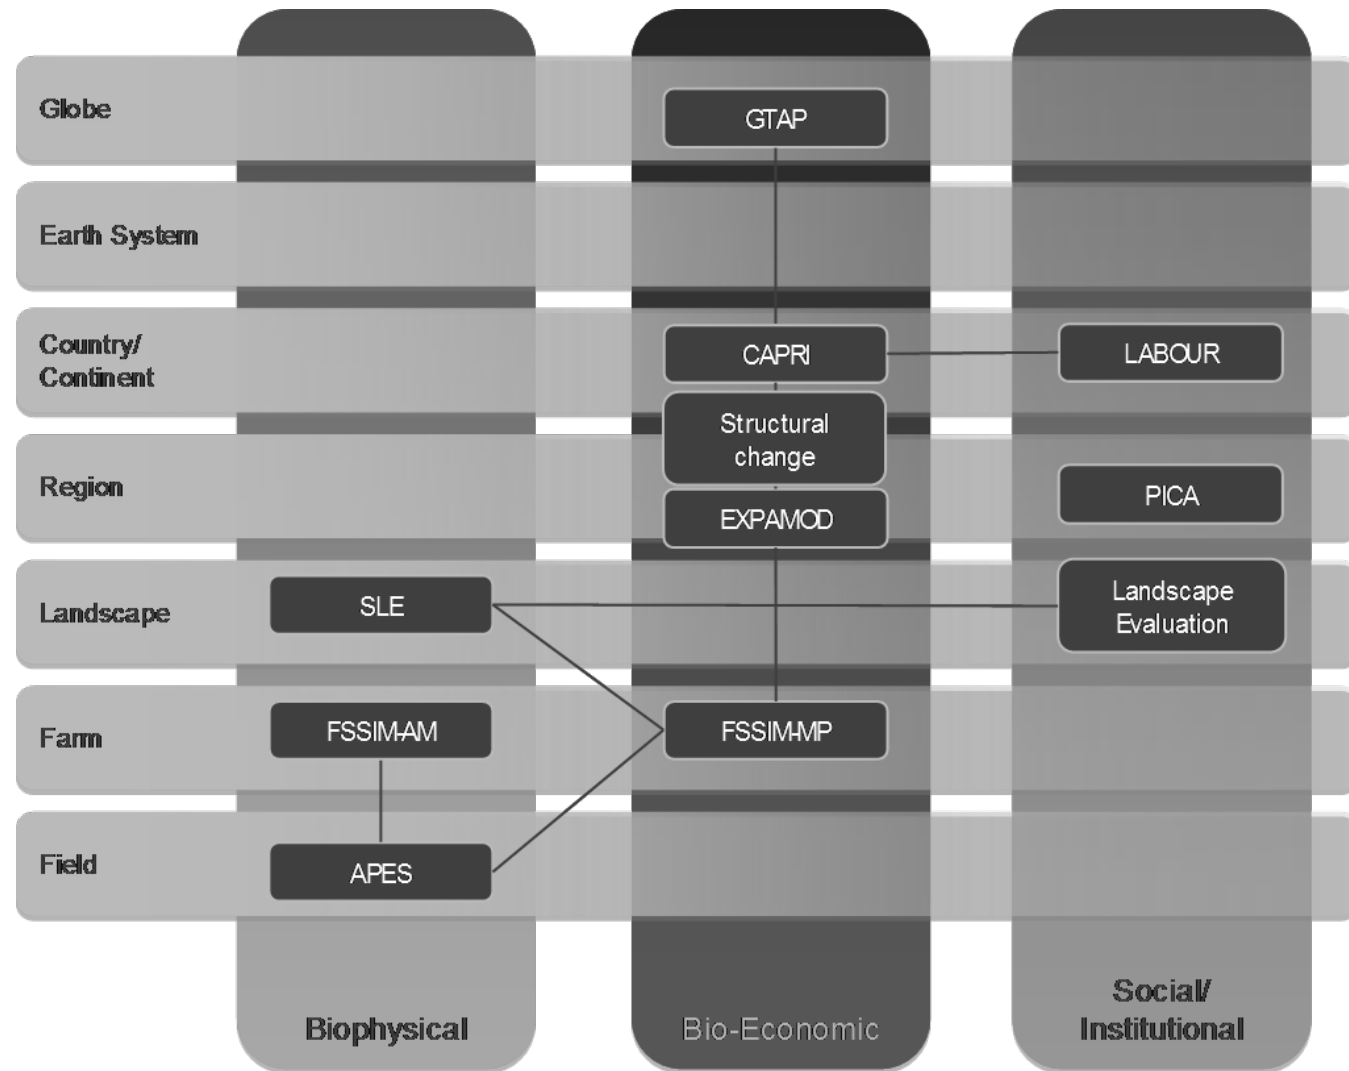 Globe
GTAP
Earth System
Country/
Continent
CAPRI
LABOUR
Structural
change
Region
PICA
EXPAMOD
Landscape
SLE
Landscape
Evaluation
Farm
FSSIM-AM
FSSIM-MP
Field
APES
Biophysical
Bio-Economic
Social/
Institutional